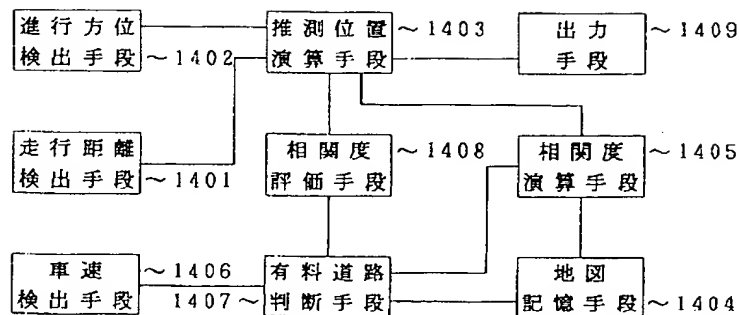 進行方位
検出手段 ～1402
推測位置 ～1403
演算手段
出力 ～1409
手段
走行距離
検出手段 ～1401
相関度 ～1408
評価手段
相関度 ～1405
演算手段
車速 ～1406
検出手段
有料道路
1407～ 判断手段
地図
記憶手段 ～1404